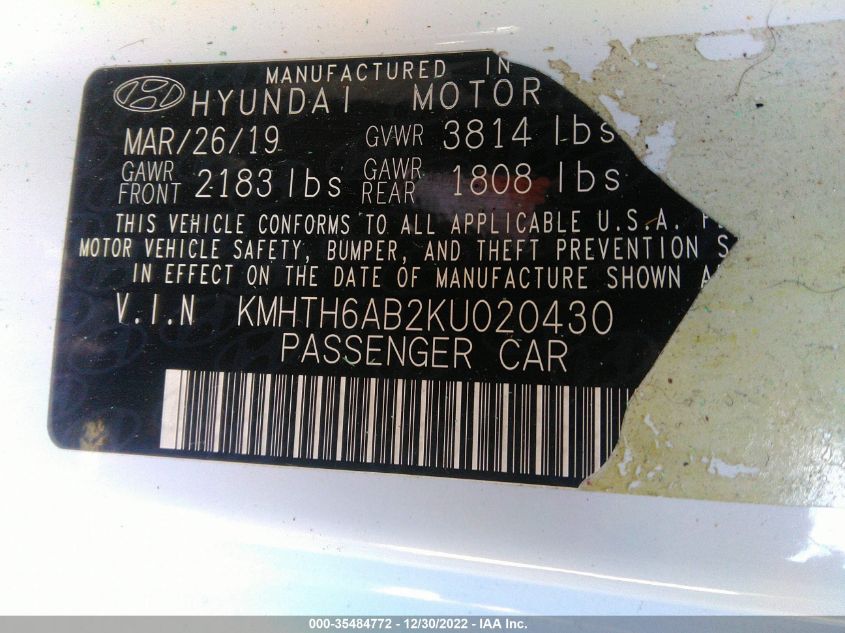 MANUFACTURED IN
HYUNDAI MOTOR
MAR/26/19 GVWR 3814 lbs
GAWR FRONT 2183 lbs GAWR REAR 1808 lbs
THIS VEHICLE CONFORMS TO ALL APPLICABLE U.S.A.
MOTOR VEHICLE SAFETY, BUMPER, AND THEFT PREVENTION S
IN EFFECT ON THE DATE OF MANUFACTURE SHOWN A
V.I.N KMHTH6AB2KU020430
PASSENGER CAR
000-35484772 - 12/30/2022 - IAA Inc.